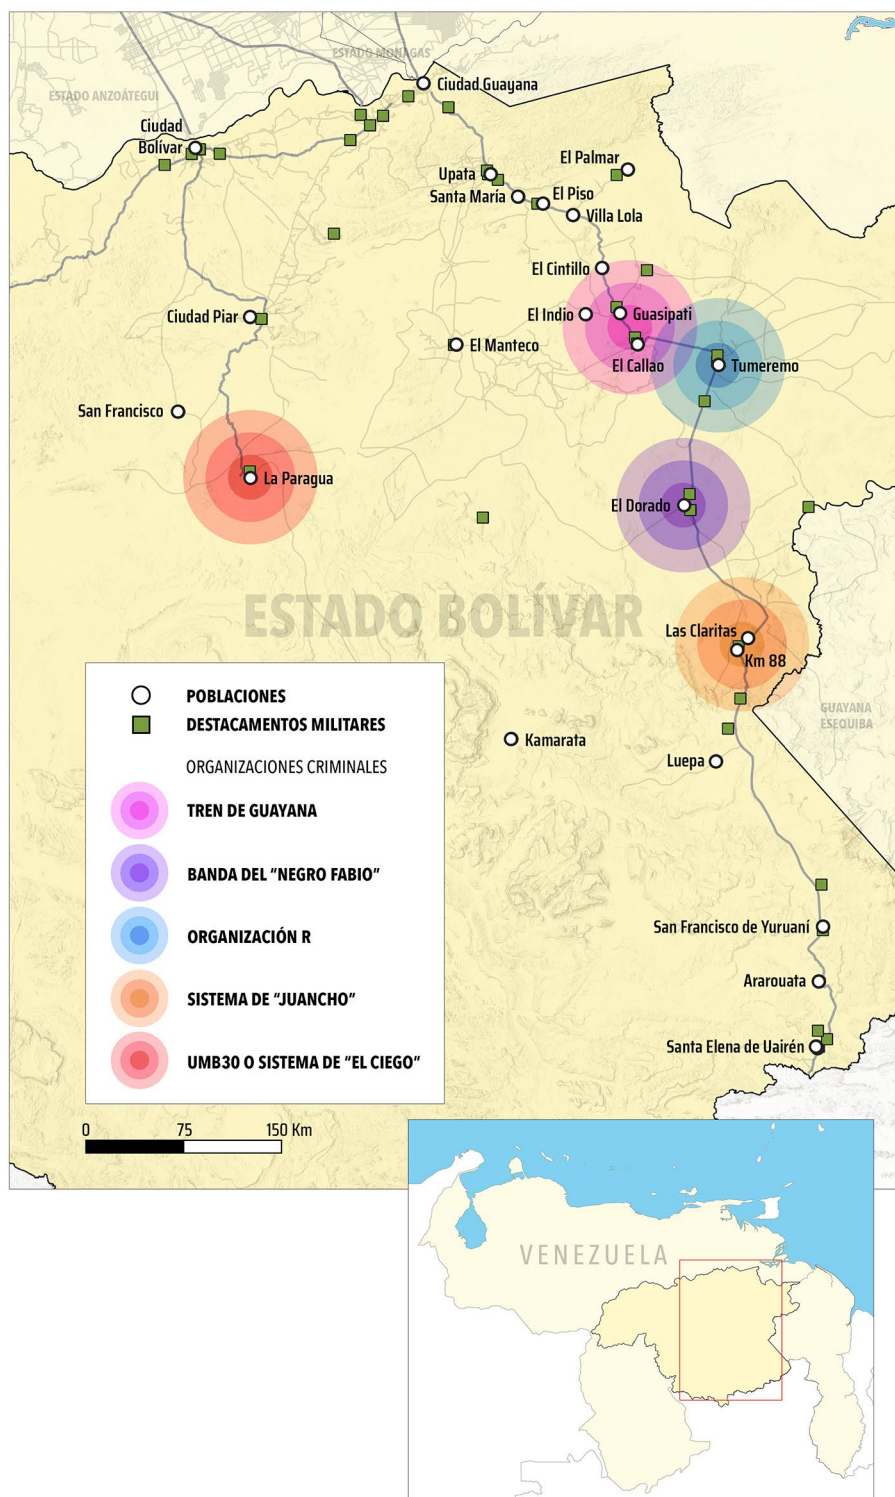 ESTADO MONAGAS
ESTADO ANZOÁTEGUI
Ciudad Guayana
Ciudad
Bolívar
El Palmar
Upata
Santa María
El Piso
Villa Lola
El Cintillo
Ciudad Piar
El Indio
Guasipati
El Manteco
El Callao
Tumeremo
San Francisco
La Paragua
El Dorado
ESTADO BOLÍVAR
Las Claritas
Km 88
GUAYANA
ESEQUIBA
Kamarata
Luepa
San Francisco de Yuruaní
Ararouata
Santa Elena de Uairén
POBLACIONES
DESTACAMENTOS MILITARES
ORGANIZACIONES CRIMINALES
TREN DE GUAYANA
BANDA DEL "NEGRO FABIO"
ORGANIZACIÓN R
SISTEMA DE "JUANCHO"
UMB30 O SISTEMA DE "EL CIEGO"
0 75 150 Km
VENEZUELA